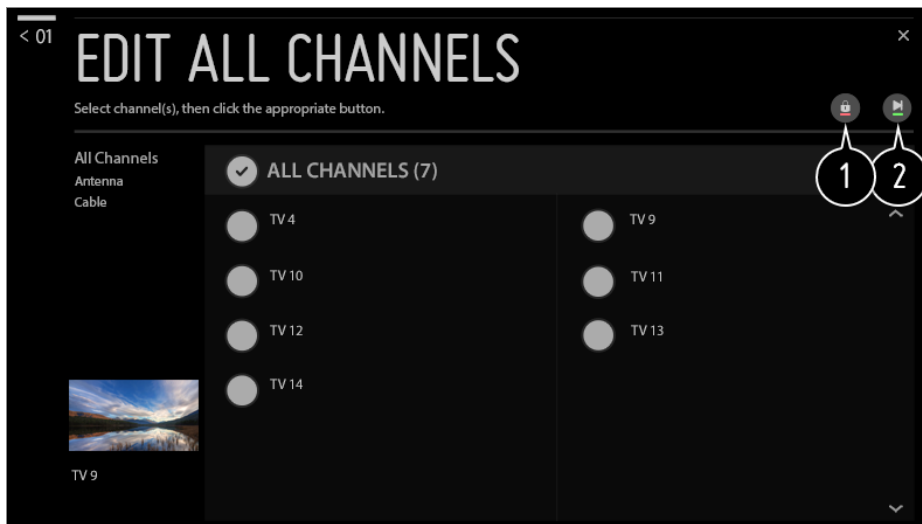 < 01
EDIT ALL CHANNELS
Select channel(s), then click the appropriate button.
All Channels
Antenna
Cable
ALL CHANNELS (7)
1
2
TV 4
TV 9
TV 10
TV 11
TV 12
TV 13
TV 14
TV 9